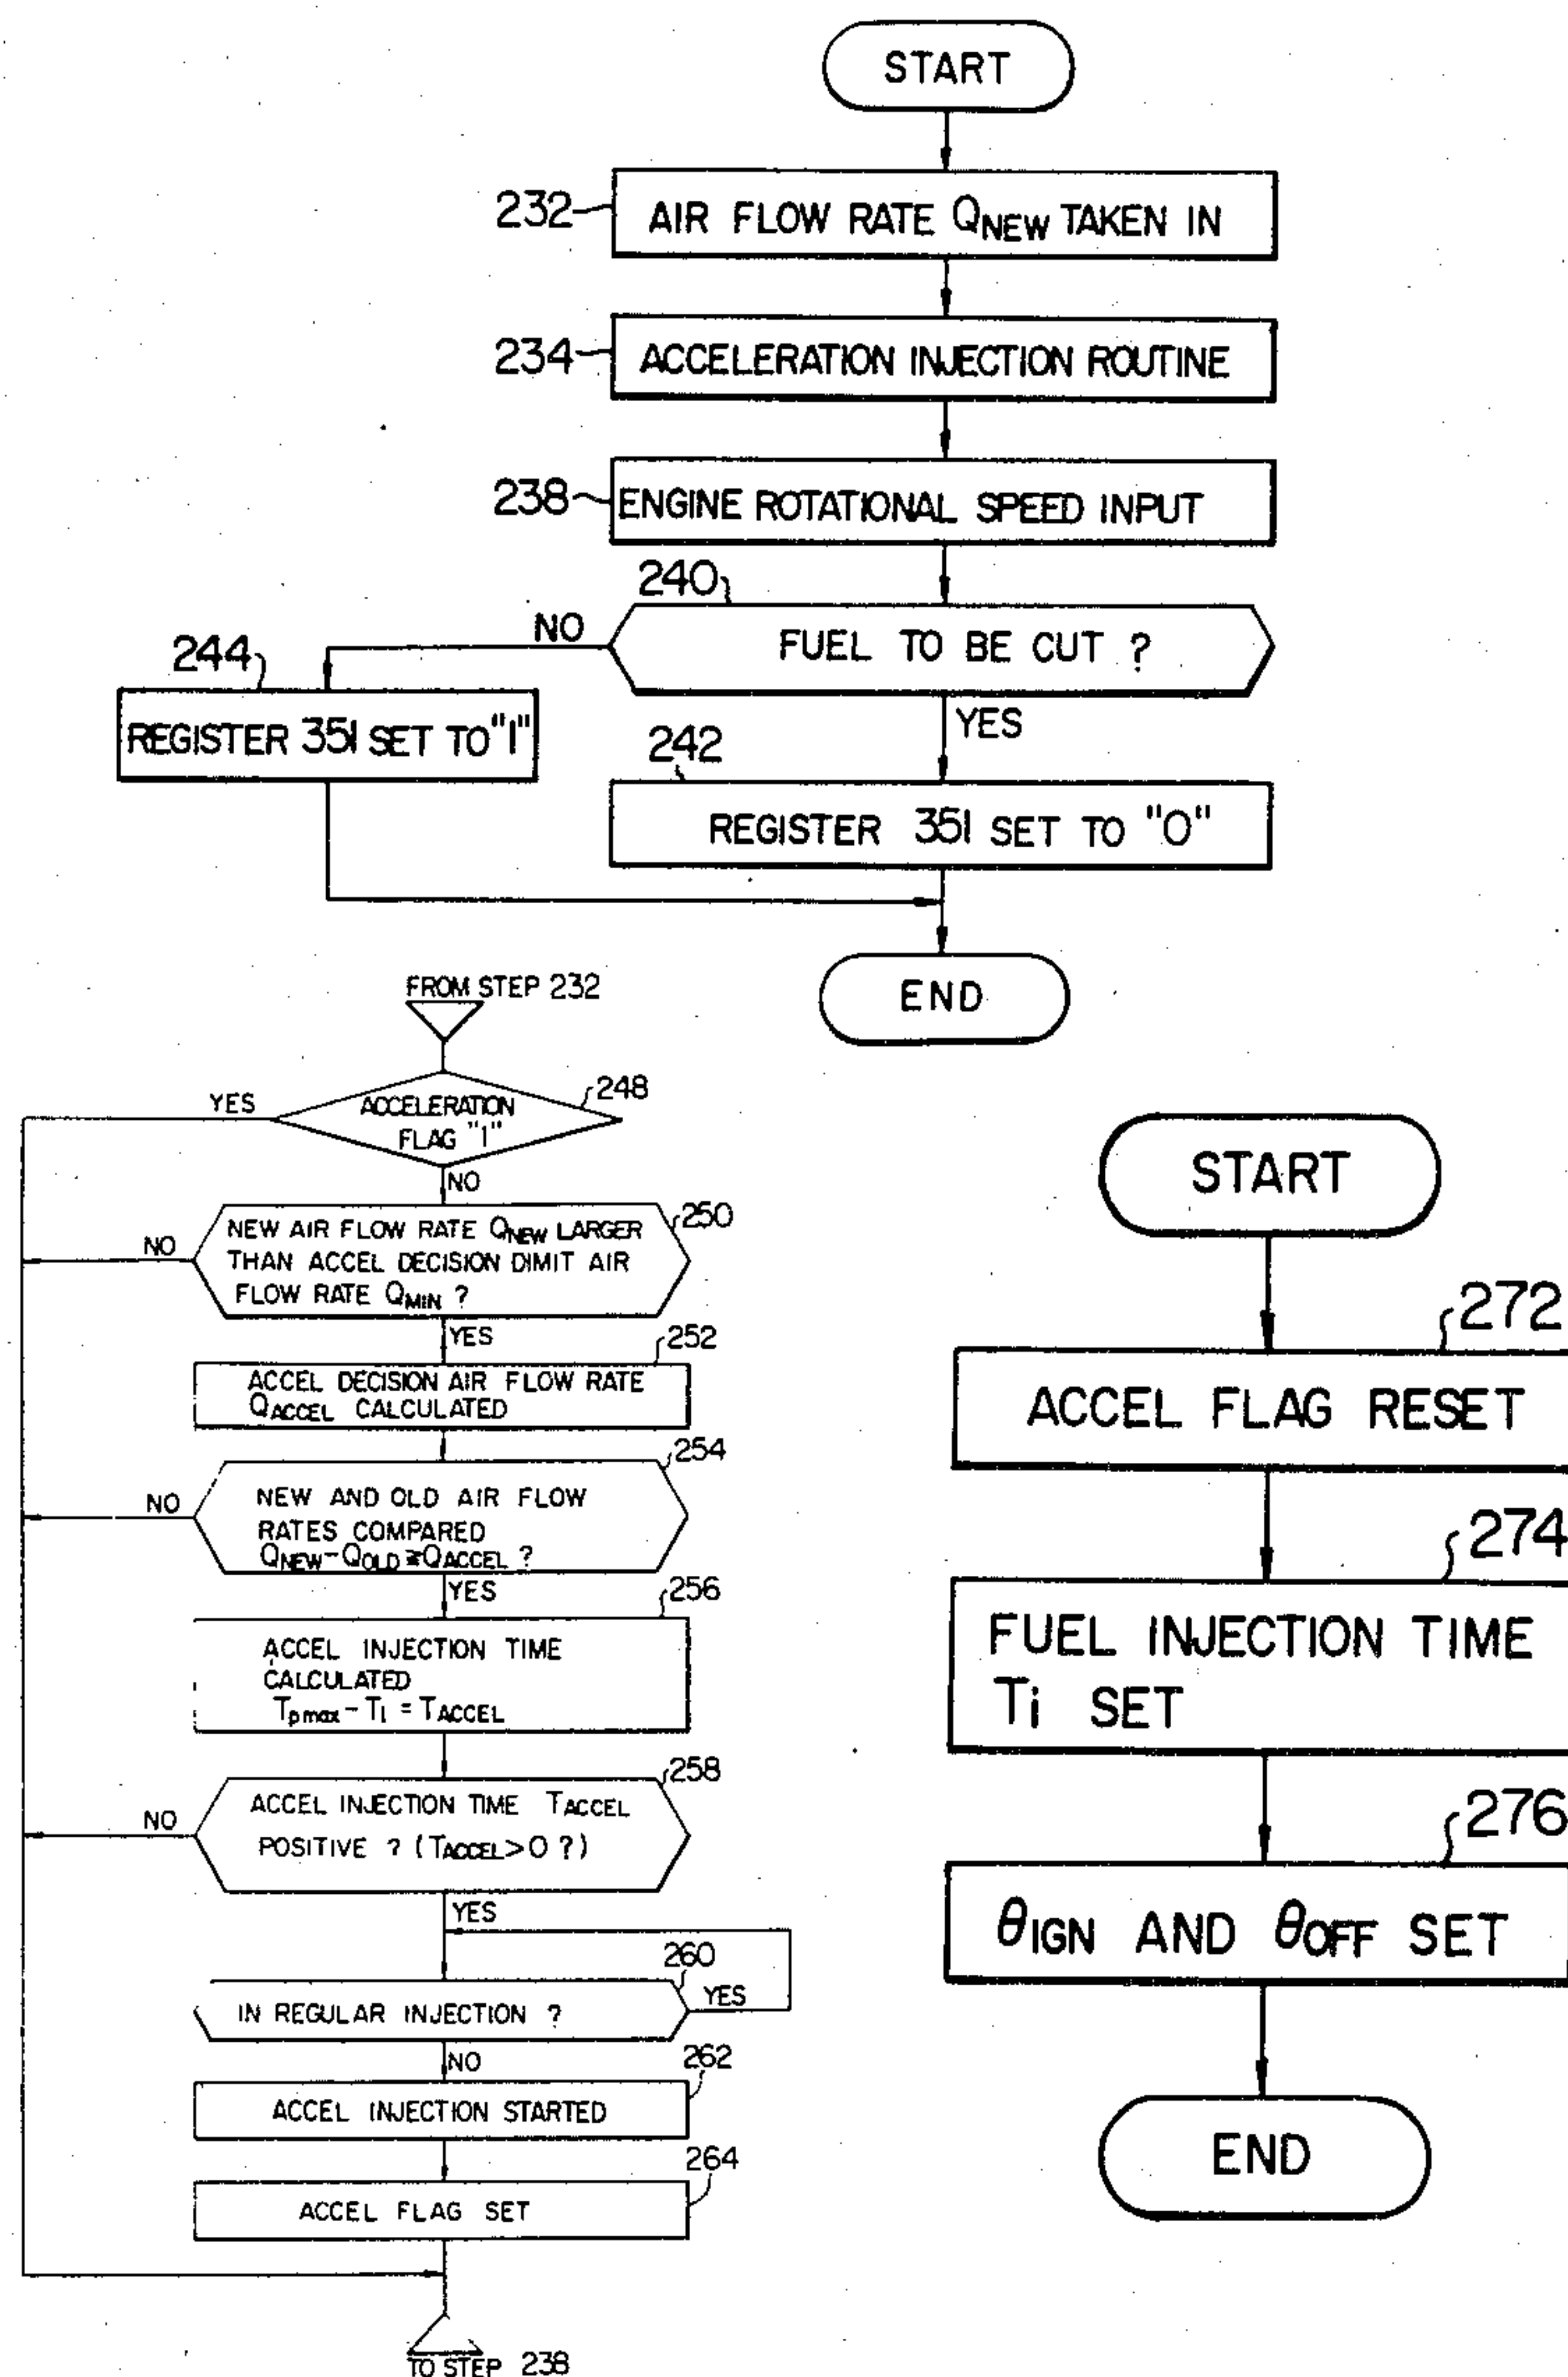 START
232
AIR FLOW RATE QNEW TAKEN IN
234
ACCELERATION INJECTION ROUTINE
238
ENGINE ROTATIONAL SPEED INPUT
240
FUEL TO BE CUT ?
NO
YES
244
REGISTER 351 SET TO "1"
242
REGISTER 351 SET TO "0"
END
FROM STEP 232
248
ACCELERATION
FLAG "1"
YES
NO
250
NEW AIR FLOW RATE QNEW LARGER
THAN ACCEL DECISION DIMIT AIR
FLOW RATE QMIN ?
NO
YES
252
ACCEL DECISION AIR FLOW RATE
QACCEL CALCULATED
254
NEW AND OLD AIR FLOW
RATES COMPARED
QNEW-QOLD≧QACCEL ?
NO
YES
256
ACCEL INJECTION TIME
CALCULATED
Tpmax - Ti = TACCEL
258
ACCEL INJECTION TIME TACCEL
POSITIVE ? (TACCEL>0 ?)
NO
YES
260
IN REGULAR INJECTION ?
YES
NO
262
ACCEL INJECTION STARTED
264
ACCEL FLAG SET
TO STEP 238
START
272
ACCEL FLAG RESET
274
FUEL INJECTION TIME
Ti SET
276
θIGN AND θOFF SET
END